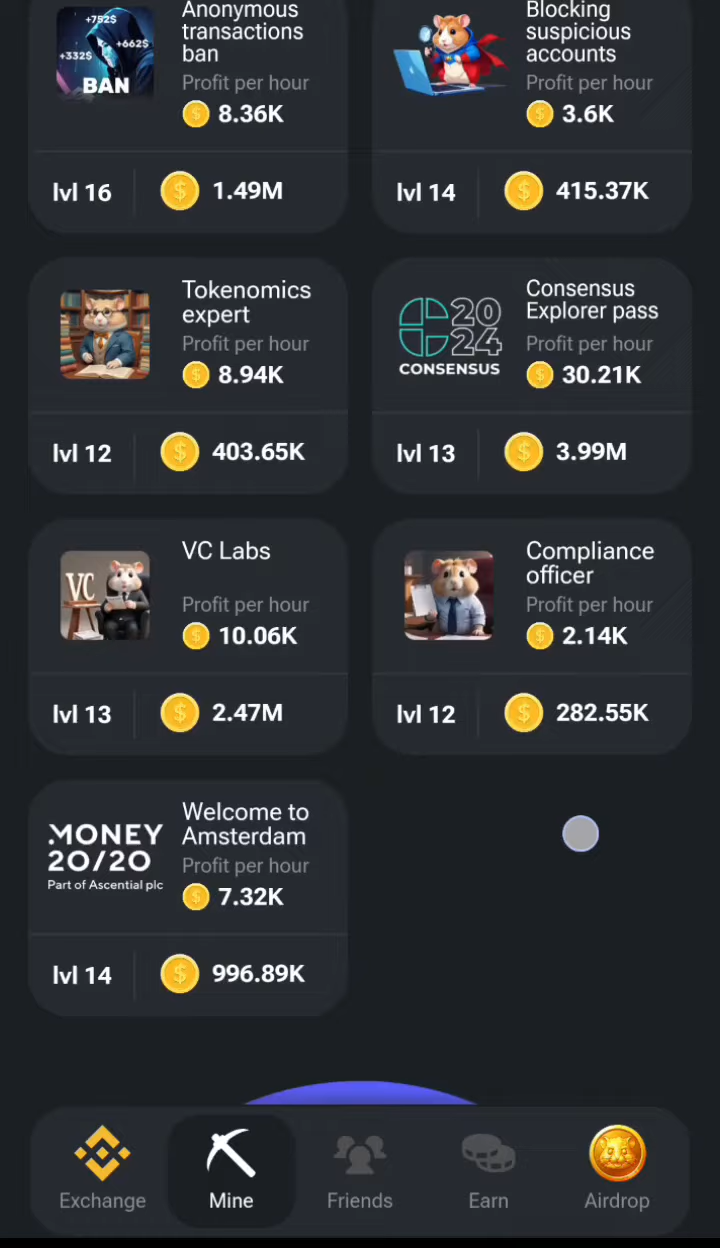 Anonymous
transactions
ban
Profit per hour
8.36K
+752$
+662$
+332$
BAN
lvl 16
1.49M
Blocking
suspicious
accounts
Profit per hour
3.6K
lvl 14
415.37K
Tokenomics
expert
Profit per hour
8.94K
lvl 12
403.65K
Consensus
Explorer pass
Profit per hour
30.21K
2024
CONSENSUS
lvl 13
3.99M
VC Labs
Profit per hour
10.06K
VC
lvl 13
2.47M
Compliance
officer
Profit per hour
2.14K
lvl 12
282.55K
Welcome to
Amsterdam
Profit per hour
7.32K
MONEY
20/20
Part of Ascential plc
lvl 14
996.89K
Exchange
Mine
Friends
Earn
Airdrop